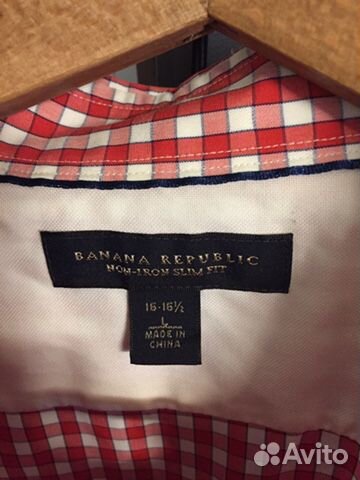 BANANA REPUBLIC
NON-IRON SLIM FIT
16-16½
L
MADE IN
CHINA
Avito